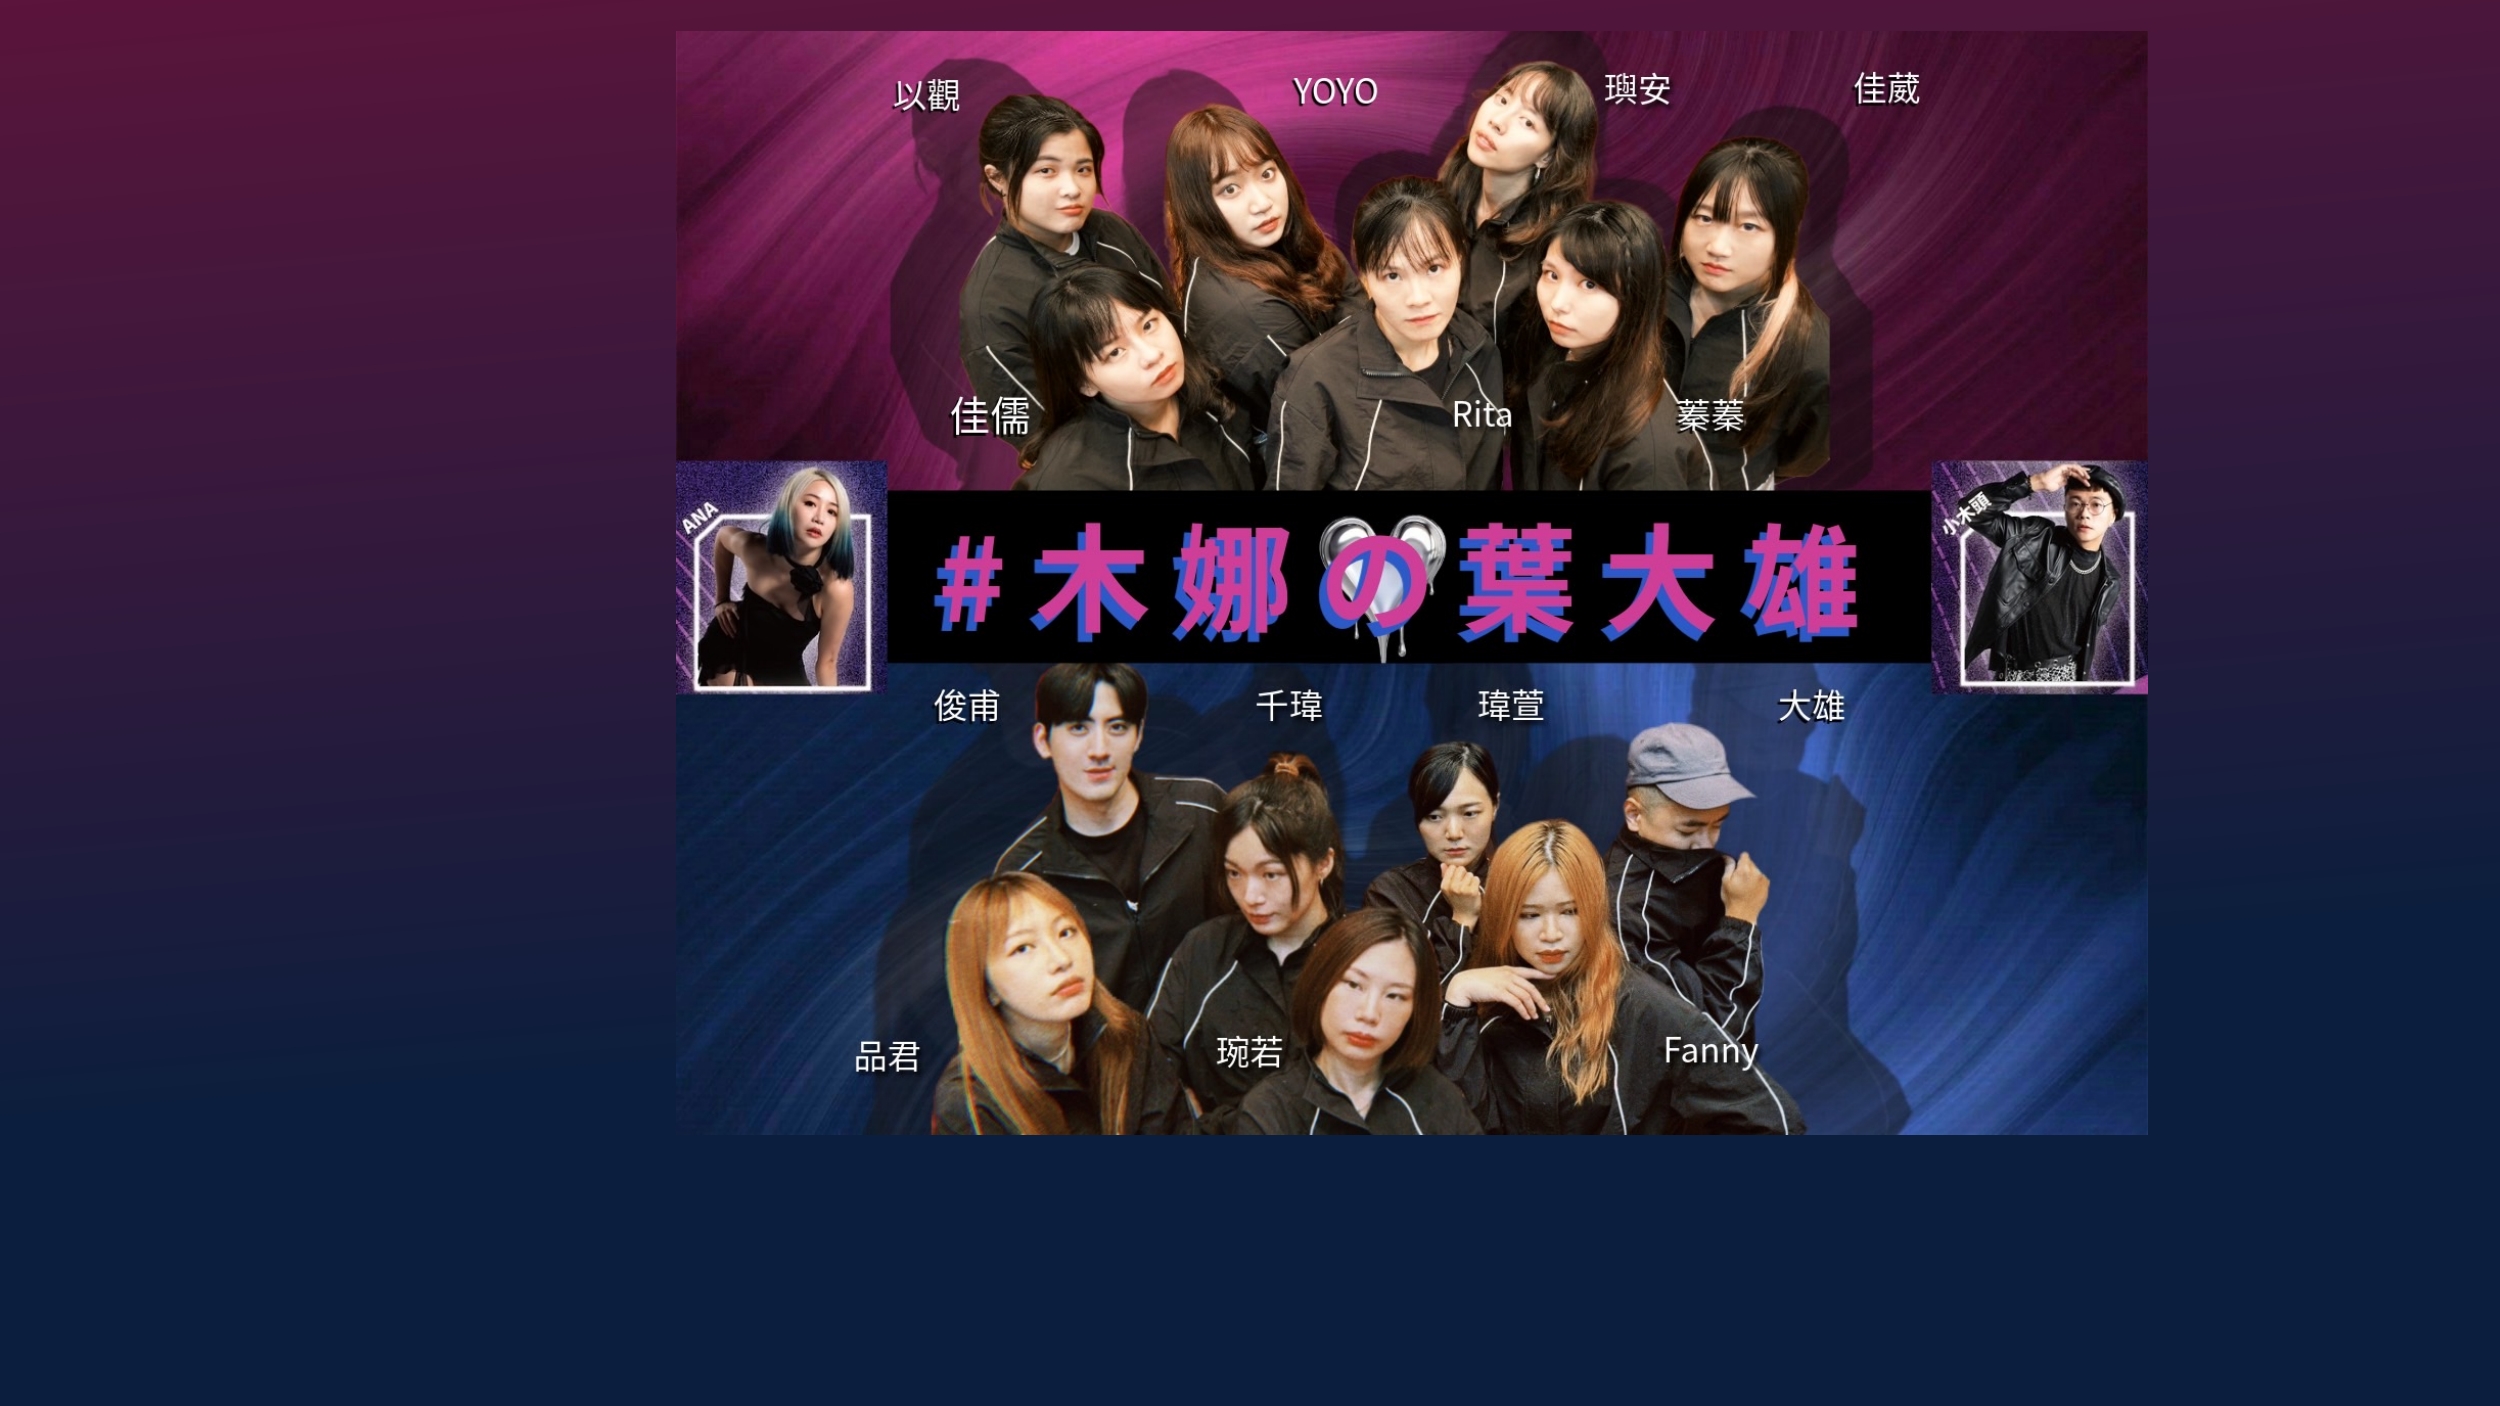 以觀
YOYO
璵安
佳葳
佳儒
Rita
蓁蓁
ANA
#木娜の葉大雄
小木頭
俊甫
千瑋
瑋萱
大雄
品君
琬若
Fanny